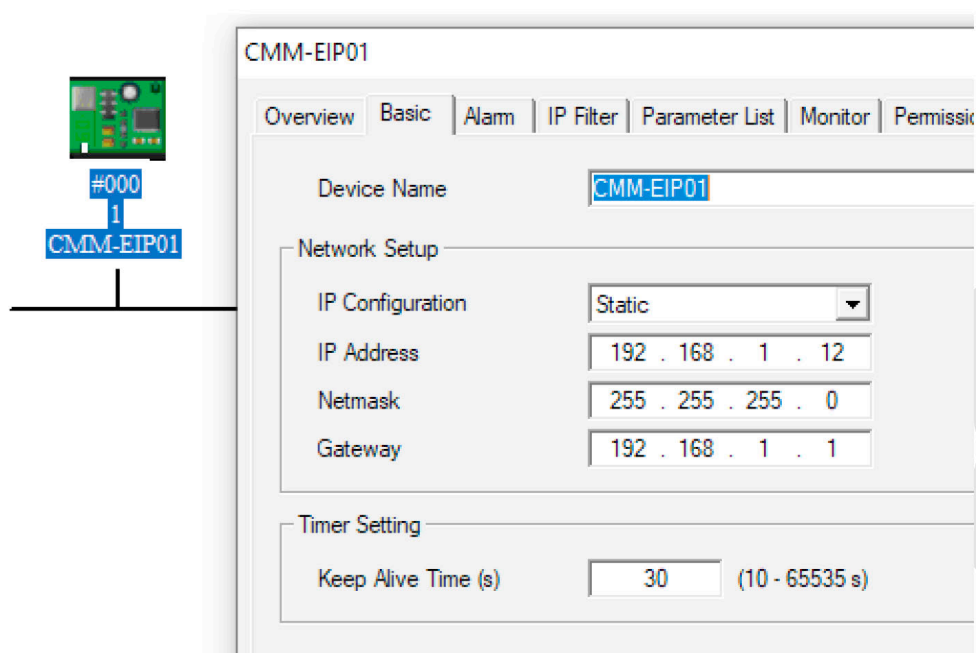 CMM-EIP01
Overview Basic Alarm IP Filter Parameter List Monitor
#000
1
CMM-EIP01
Device Name CMM-EIP01
Network Setup
IP Configuration Static
IP Address 192 . 168 . 1 . 12
Netmask 255 . 255 . 255 . 0
Gateway 192 . 168 . 1 . 1
Timer Setting
Keep Alive Time (s) 30 (10 - 65535 s)